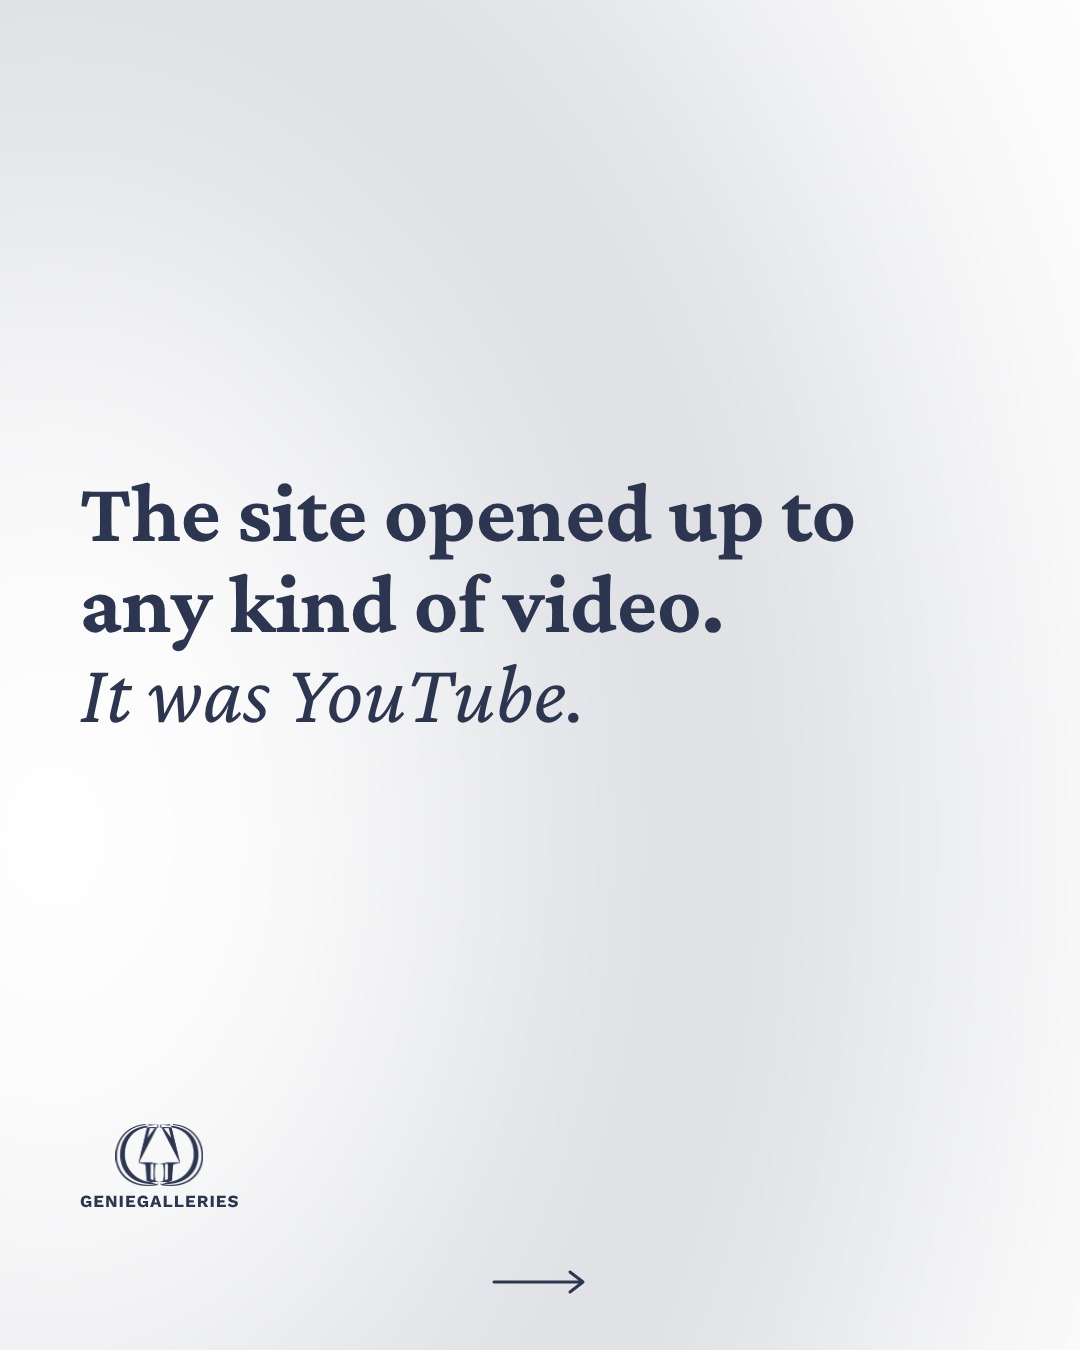 The site opened up to
any kind of video.
It was YouTube.
GENIEGALLERIES